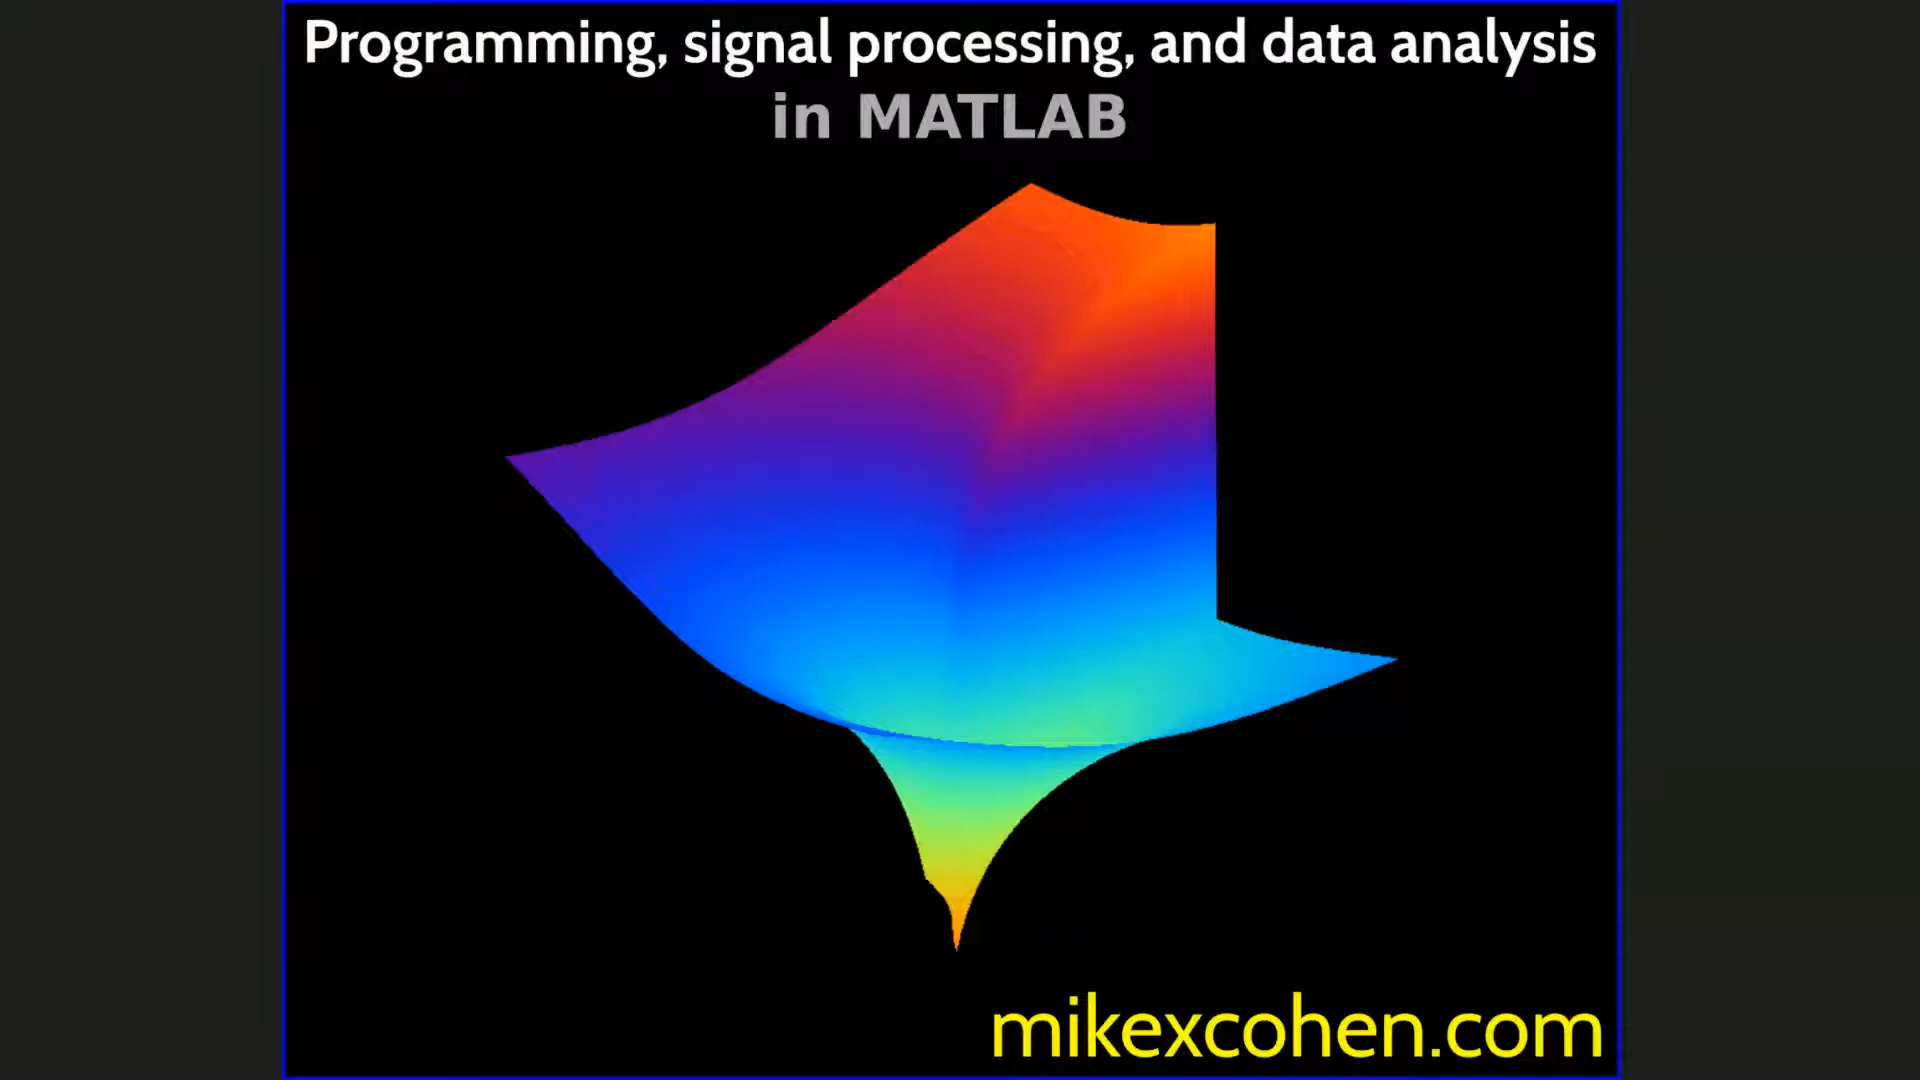 Programming, signal processing, and data analysis
in MATLAB
mikexcohen.com